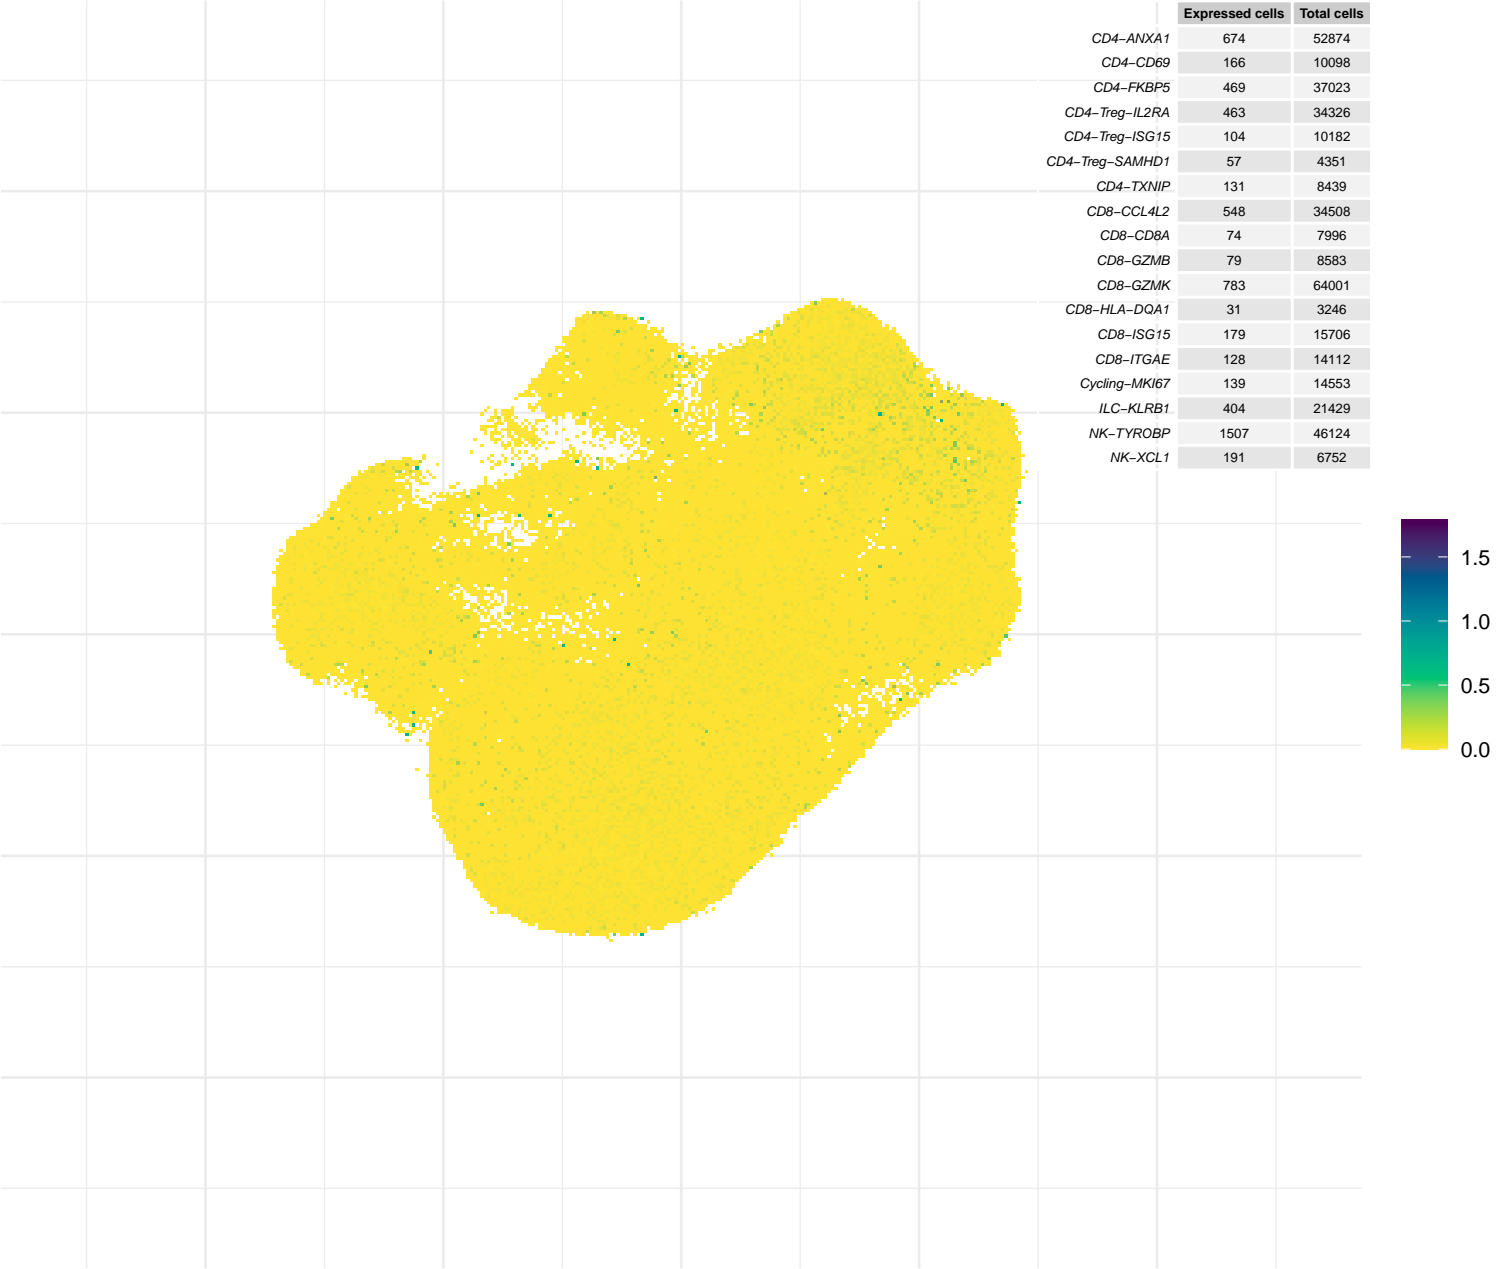 Expressed cells Total cells
CD4−ANXA1 674 52874
CD4−CD69 166 10098
CD4−FKBP5 469 37023
CD4−Treg−IL2RA 463 34326
CD4−Treg−ISG15 104 10182
CD4−Treg−SAMHD1 57 4351
CD4−TXNIP 131 8439
CD8−CCL4L2 548 34508
CD8−CD8A 74 7996
CD8−GZMB 79 8583
CD8−GZMK 783 64001
CD8−HLA−DQA1 31 3246
CD8−ISG15 179 15706
CD8−ITGAE 128 14112
Cycling−MKI67 139 14553
ILC−KLRB1 404 21429
NK−TYROBP 1507 46124
NK−XCL1 191 6752
1.5
1.0
0.5
0.0